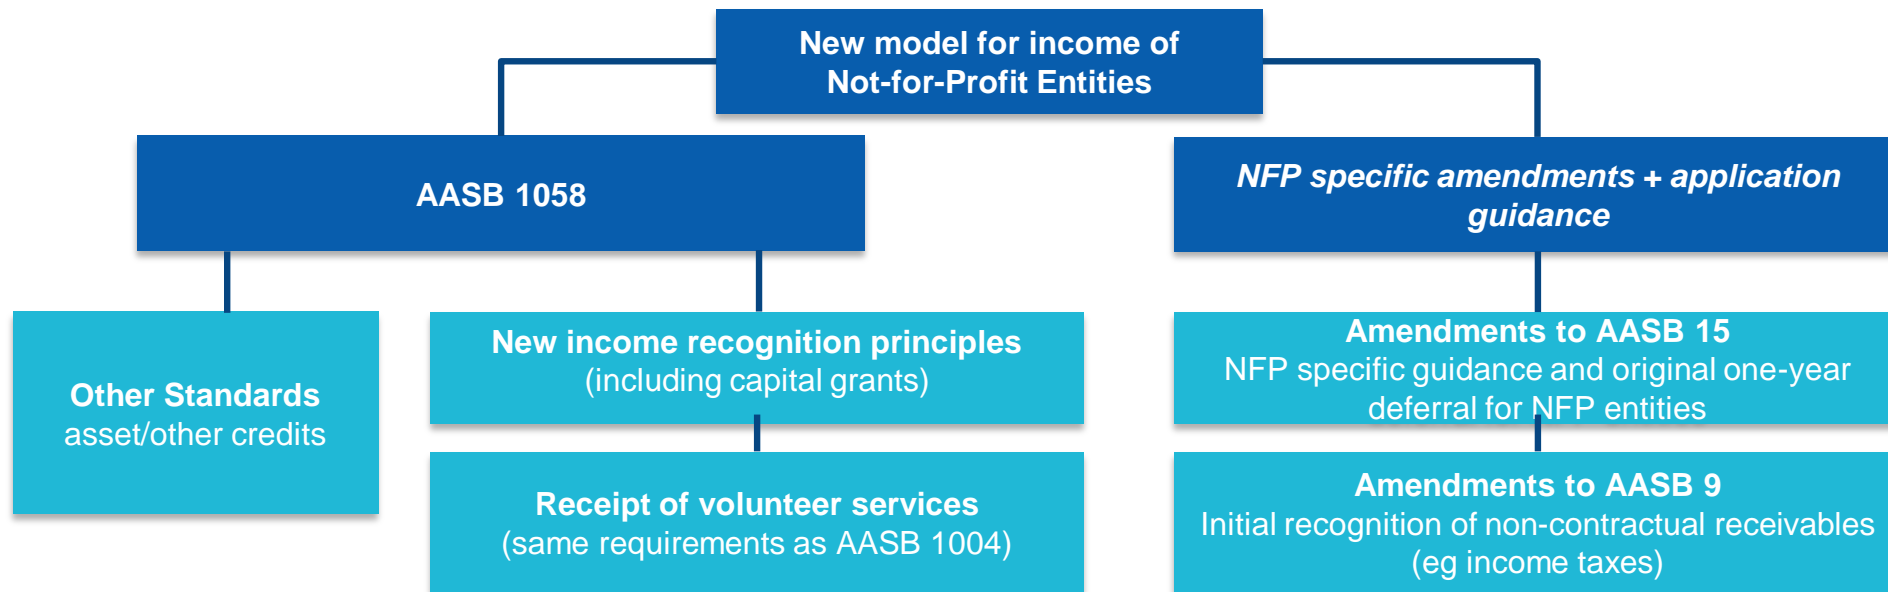 New model for income of
Not-for-Profit Entities
AASB 1058
NFP specific amendments + application
guidance
Other Standards
asset/other credits
New income recognition principles
(including capital grants)
Receipt of volunteer services
(same requirements as AASB 1004)
Amendments to AASB 15
NFP specific guidance and original one-year
deferral for NFP entities
Amendments to AASB 9
Initial recognition of non-contractual receivables
(eg income taxes)